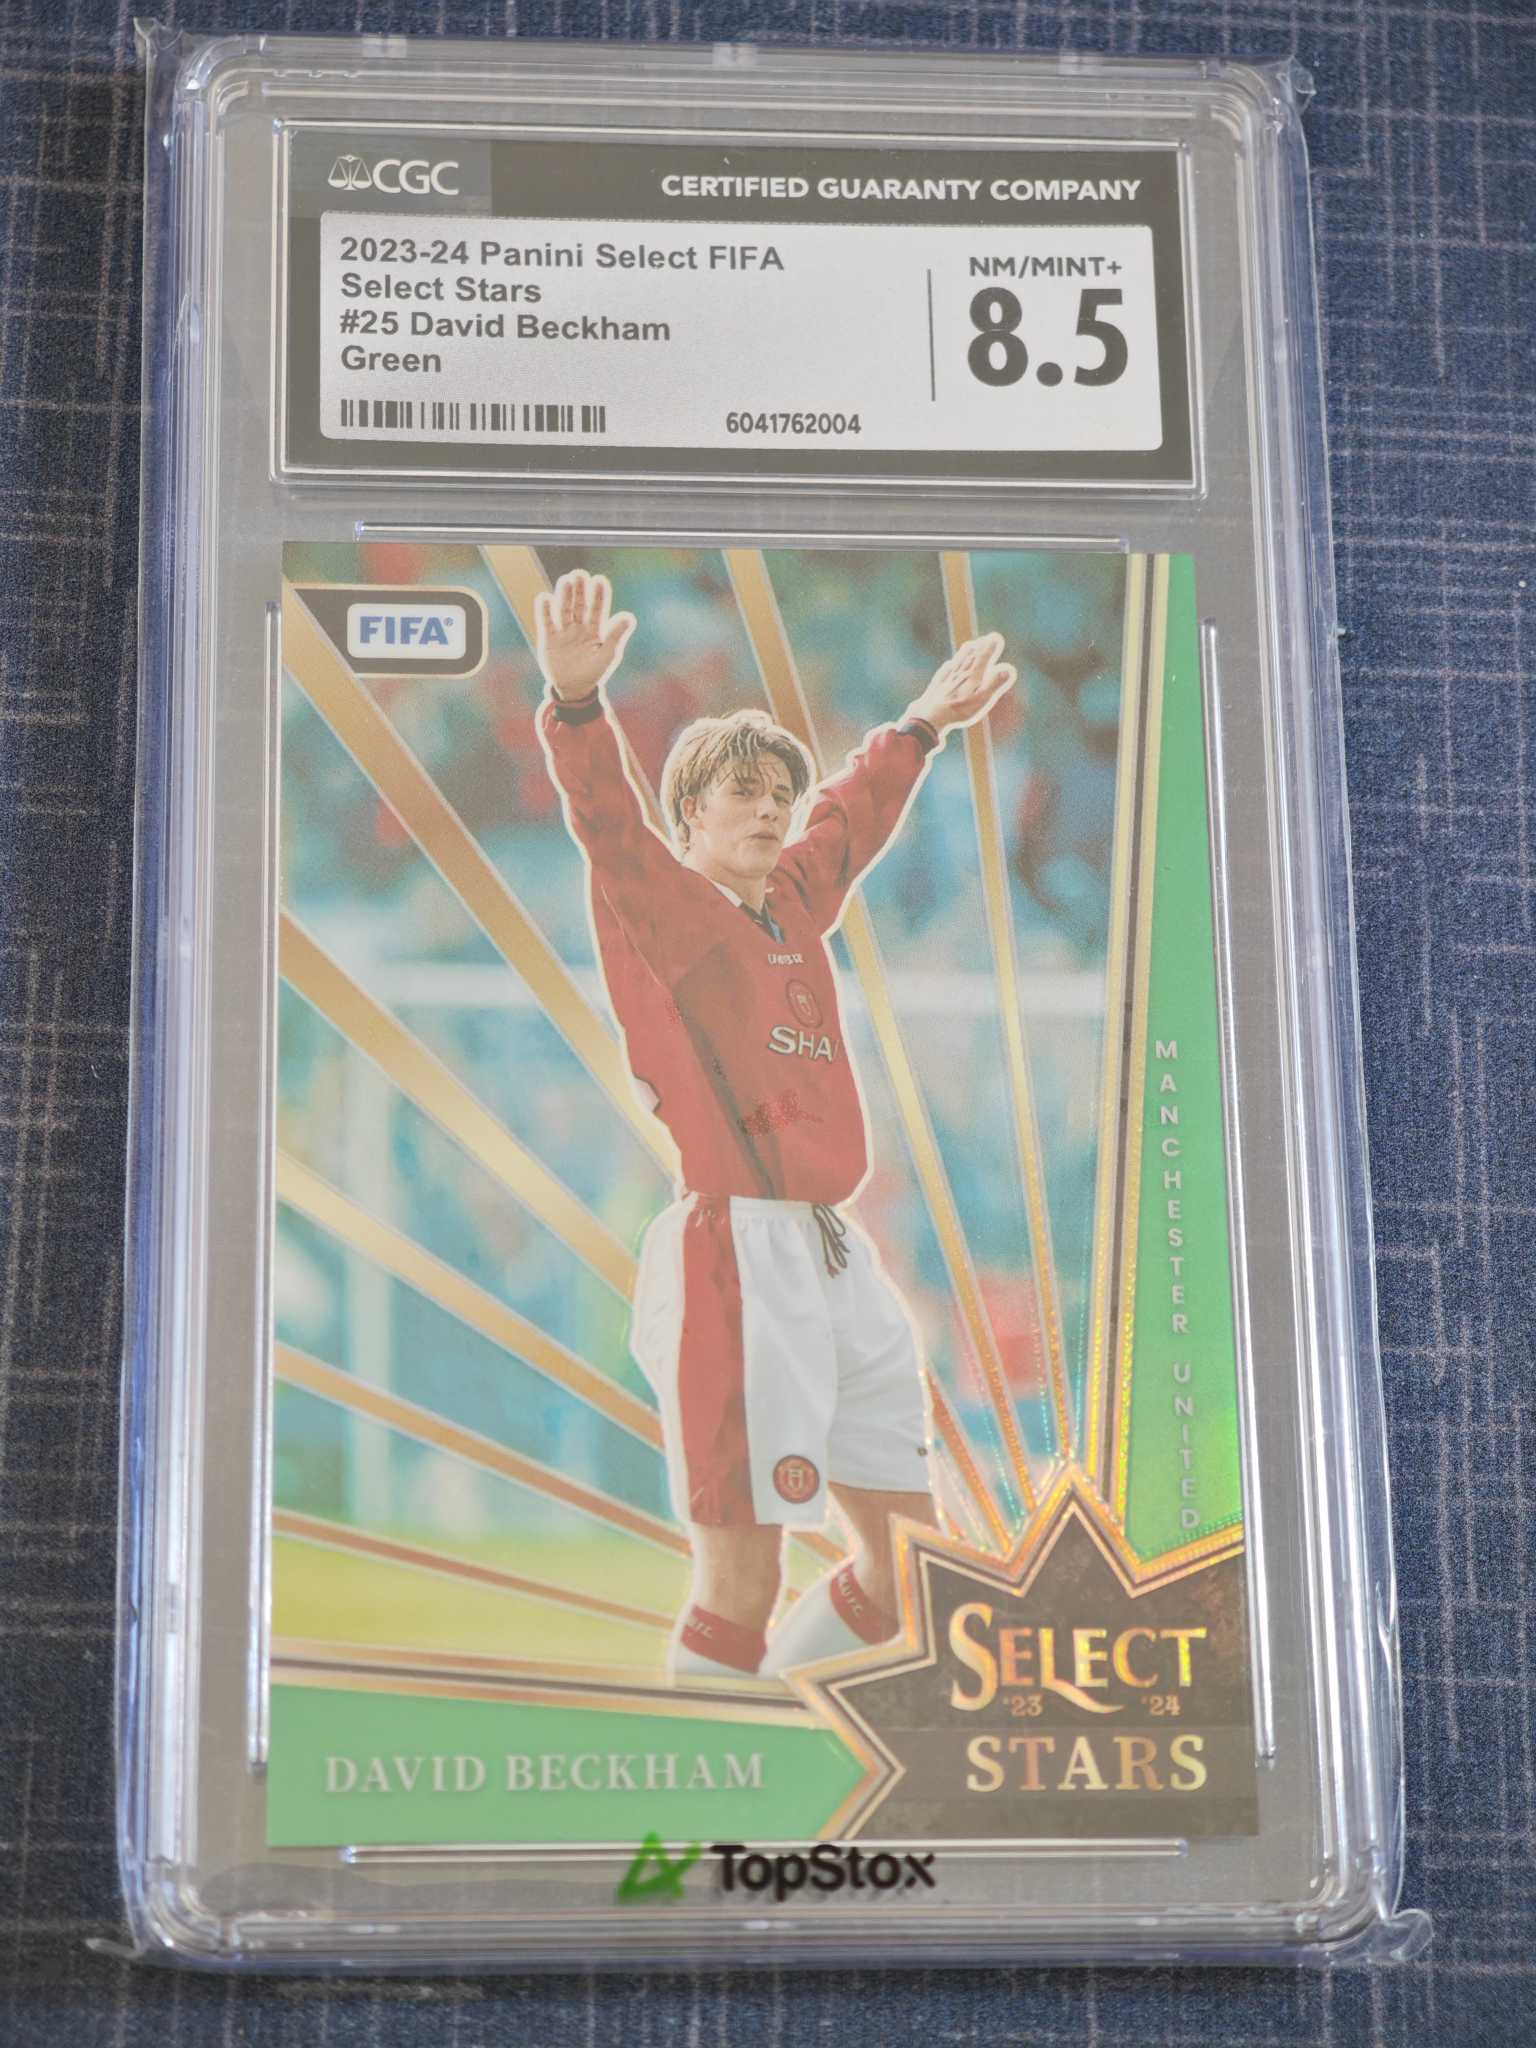 CGC
CERTIFIED GUARANTY COMPANY
2023-24 Panini Select FIFA
Select Stars
#25 David Beckham
Green
NM/MINT+
8.5
6041762004
FIFA®
UMBRO
SHA
MANCHESTER UNITED
M.U.F.C.
SELECT
'23 '24
STARS
DAVID BECKHAM
TopStox